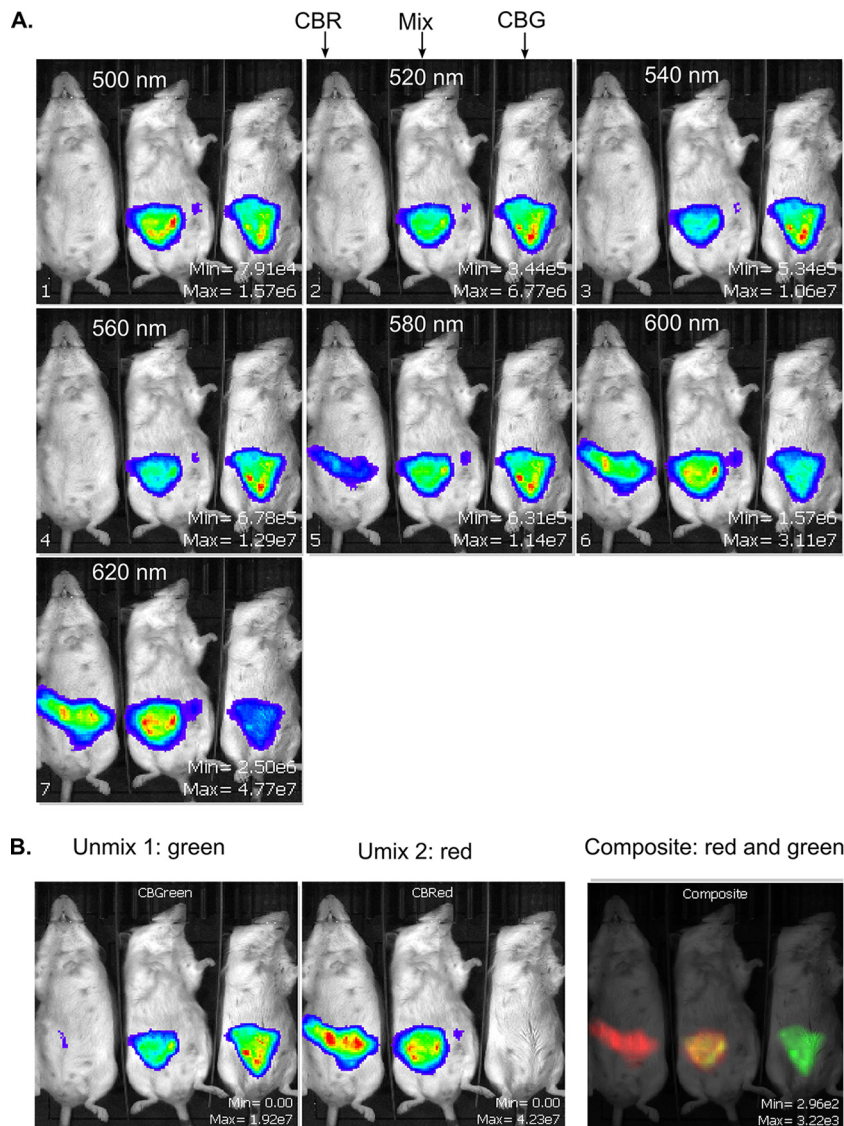 A.
CBR Mix CBG
500 nm
520 nm
540 nm
Min= 7.91e4
Max= 1.57e6
1
Min= 3.44e5
Max= 6.77e6
2
Min= 5.34e5
Max= 1.06e7
3
560 nm
580 nm
600 nm
Min= 6.78e5
Max= 1.29e7
4
Min= 6.31e5
Max= 1.14e7
5
Min= 1.57e6
Max= 3.11e7
6
620 nm
Min= 2.50e6
Max= 4.77e7
7
B.
Unmix 1: green
Umix 2: red
Composite: red and green
CBGreen
CBRed
Composite
Min= 0.00
Max= 1.92e7
Min= 0.00
Max= 4.23e7
Min= 2.96e2
Max= 3.22e3